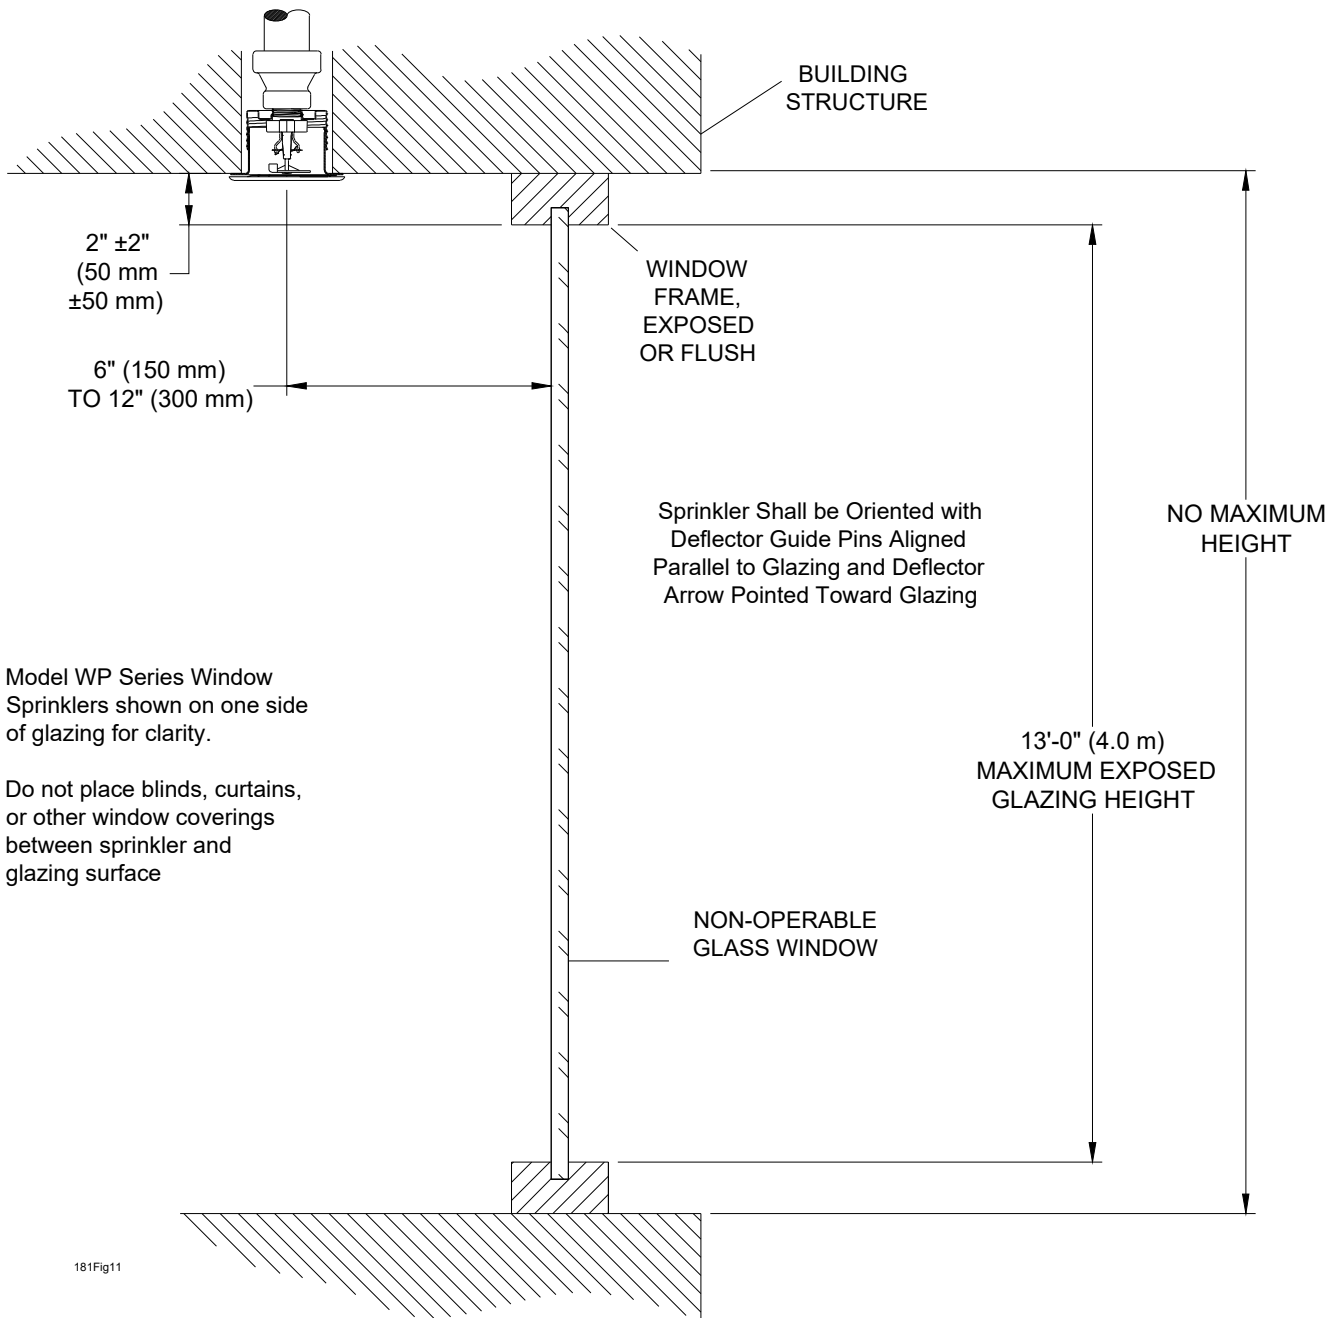 BUILDING
STRUCTURE
2" ±2"
(50 mm
±50 mm)
WINDOW
FRAME,
EXPOSED
OR FLUSH
6" (150 mm)
TO 12" (300 mm)
Sprinkler Shall be Oriented with
Deflector Guide Pins Aligned
Parallel to Glazing and Deflector
Arrow Pointed Toward Glazing
NO MAXIMUM
HEIGHT
Model WP Series Window
Sprinklers shown on one side
of glazing for clarity.
Do not place blinds, curtains,
or other window coverings
between sprinkler and
glazing surface
13'-0" (4.0 m)
MAXIMUM EXPOSED
GLAZING HEIGHT
NON-OPERABLE
GLASS WINDOW
181Fig11